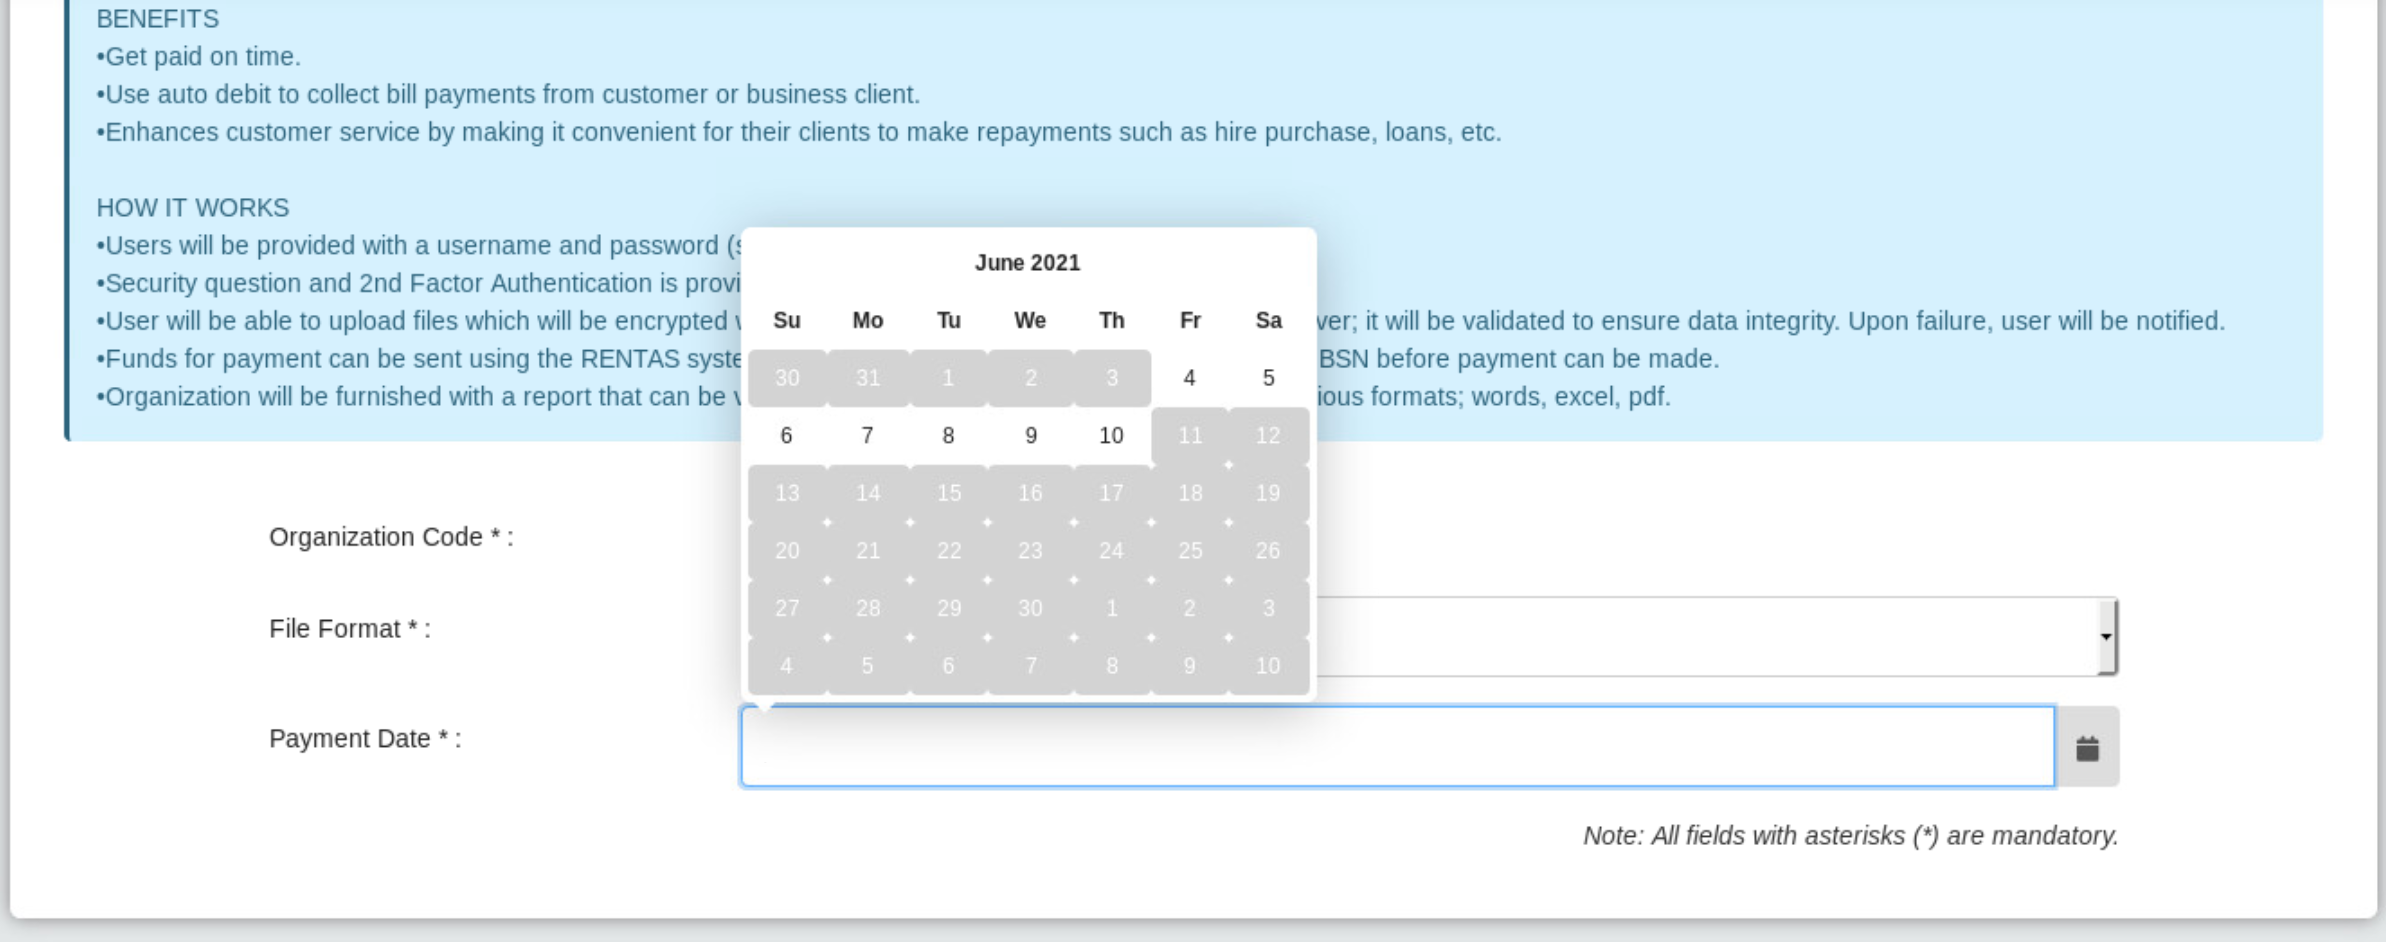 BENEFITS
•Get paid on time.
•Use auto debit to collect bill payments from customer or business client.
•Enhances customer service by making it convenient for their clients to make repayments such as hire purchase, loans, etc.
HOW IT WORKS
•Users will be provided with a username and password
•Security question and 2nd Factor Authentication is
•User will be able to upload files which will be encrypted
it will be validated to ensure data integrity. Upon failure, user will be notified.
•Funds for payment can be sent using the RENTAS
BSN before payment can be made.
•Organization will be furnished with a report that can be
formats; words, excel, pdf.
June 2021
Su Mo Tu We Th Fr Sa
30 31 1 2 3 4 5
6 7 8 9 10 11 12
13 14 15 16 17 18 19
20 21 22 23 24 25 26
27 28 29 30 1 2 3
4 5 6 7 8 9 10
Organization Code * :
File Format * :
Payment Date * :
Note: All fields with asterisks (*) are mandatory.